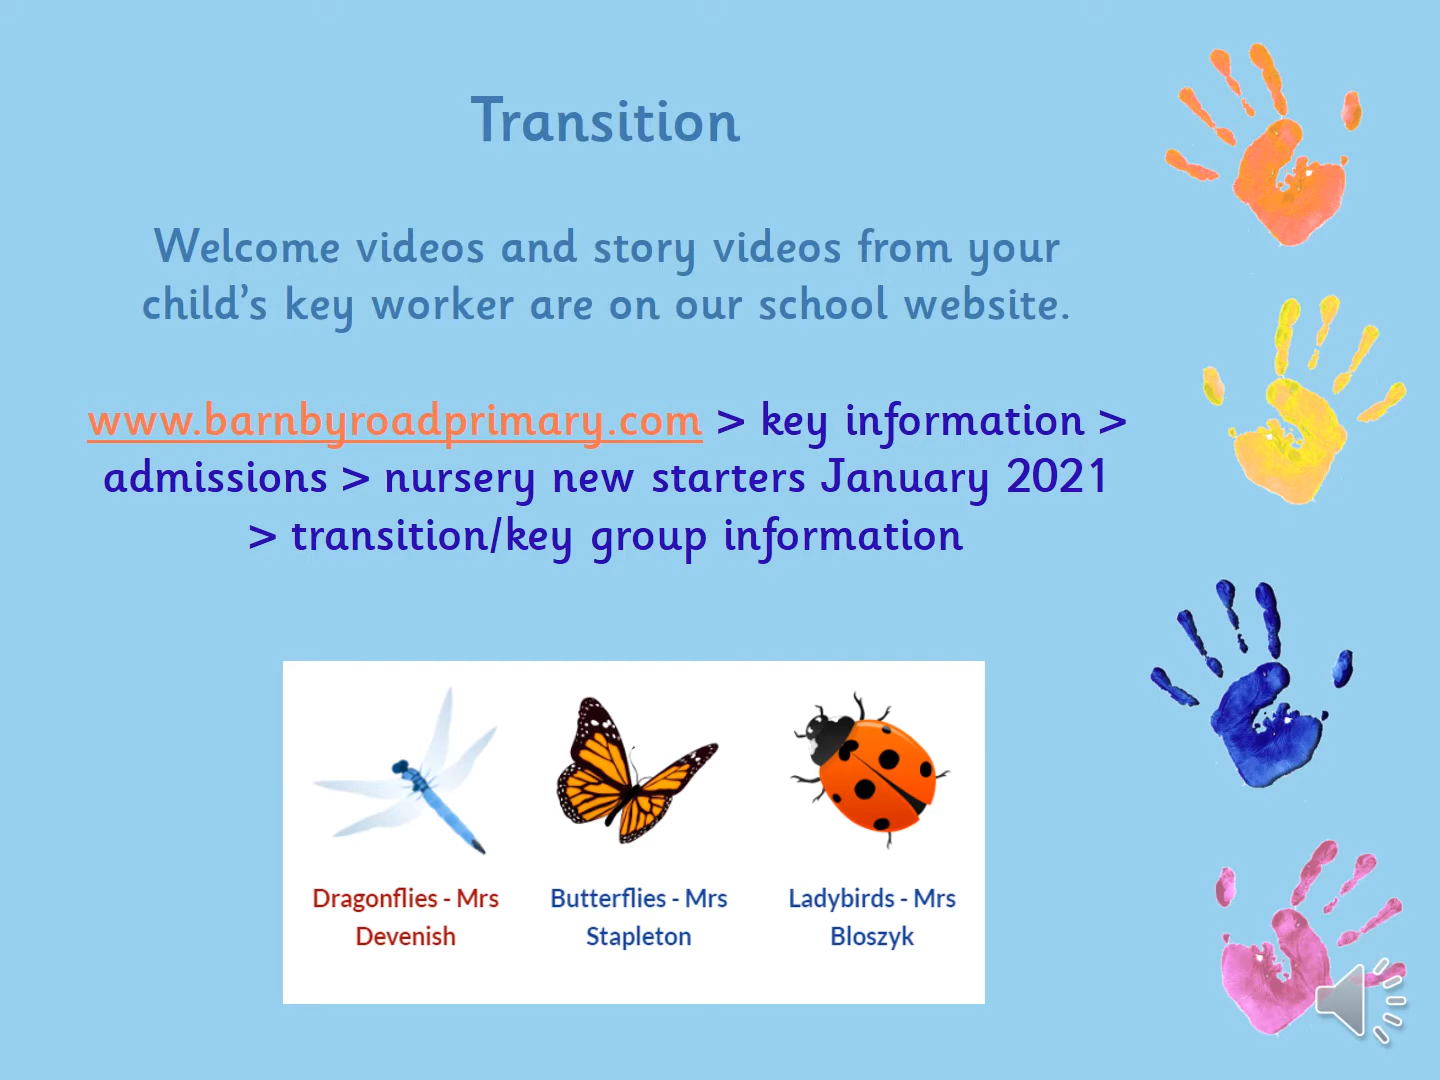 Transition
Welcome videos and story videos from your
child’s key worker are on our school website.
www.barnbyroadprimary.com > key information >
admissions > nursery new starters January 2021
> transition/key group information
Dragonflies - Mrs
Devenish
Butterflies - Mrs
Stapleton
Ladybirds - Mrs
Bloszyk